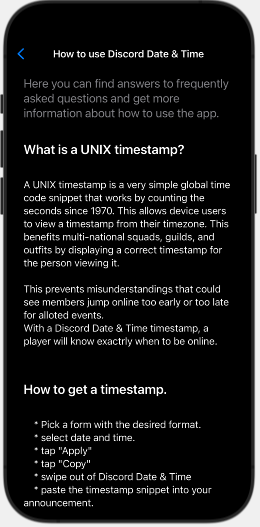 How to use Discord Date & Time
Here you can find answers to frequently
asked questions and get more
information about how to use the app.
What is a UNIX timestamp?
A UNIX timestamp is a very simple global time
code snippet that works by counting the
seconds since 1970. This allows device users
to view a timestamp from their timezone. This
benefits multi-national squads, guilds, and
outfits by displaying a correct timestamp for
the person viewing it.
This prevents misunderstandings that could
see members jump online too early or too late
for alloted events.
With a Discord Date & Time timestamp, a
player will know exactrly when to be online.
How to get a timestamp.
* Pick a form with the desired format.
* select date and time.
* tap "Apply"
* tap "Copy"
* swipe out of Discord Date & Time
* paste the timestamp snippet into your
announcement.